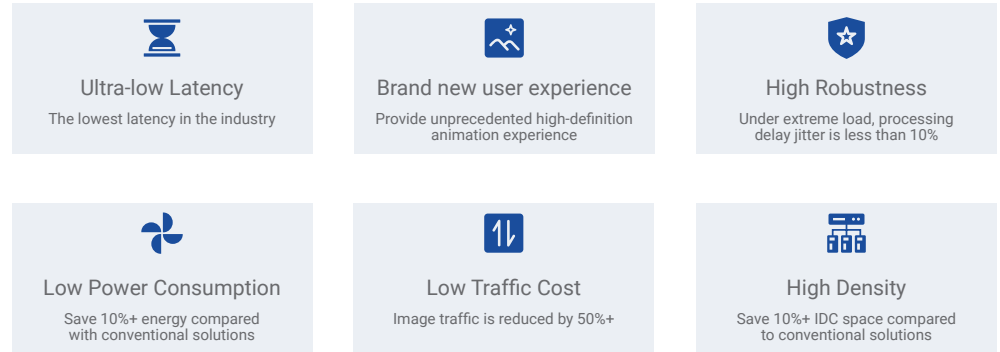 Ultra-low Latency
The lowest latency in the industry
Brand new user experience
Provide unprecedented high-definition
animation experience
High Robustness
Under extreme load, processing
delay jitter is less than 10%
Low Power Consumption
Save 10%+ energy compared
with conventional solutions
Low Traffic Cost
Image traffic is reduced by 50%+
High Density
Save 10%+ IDC space compared
to conventional solutions